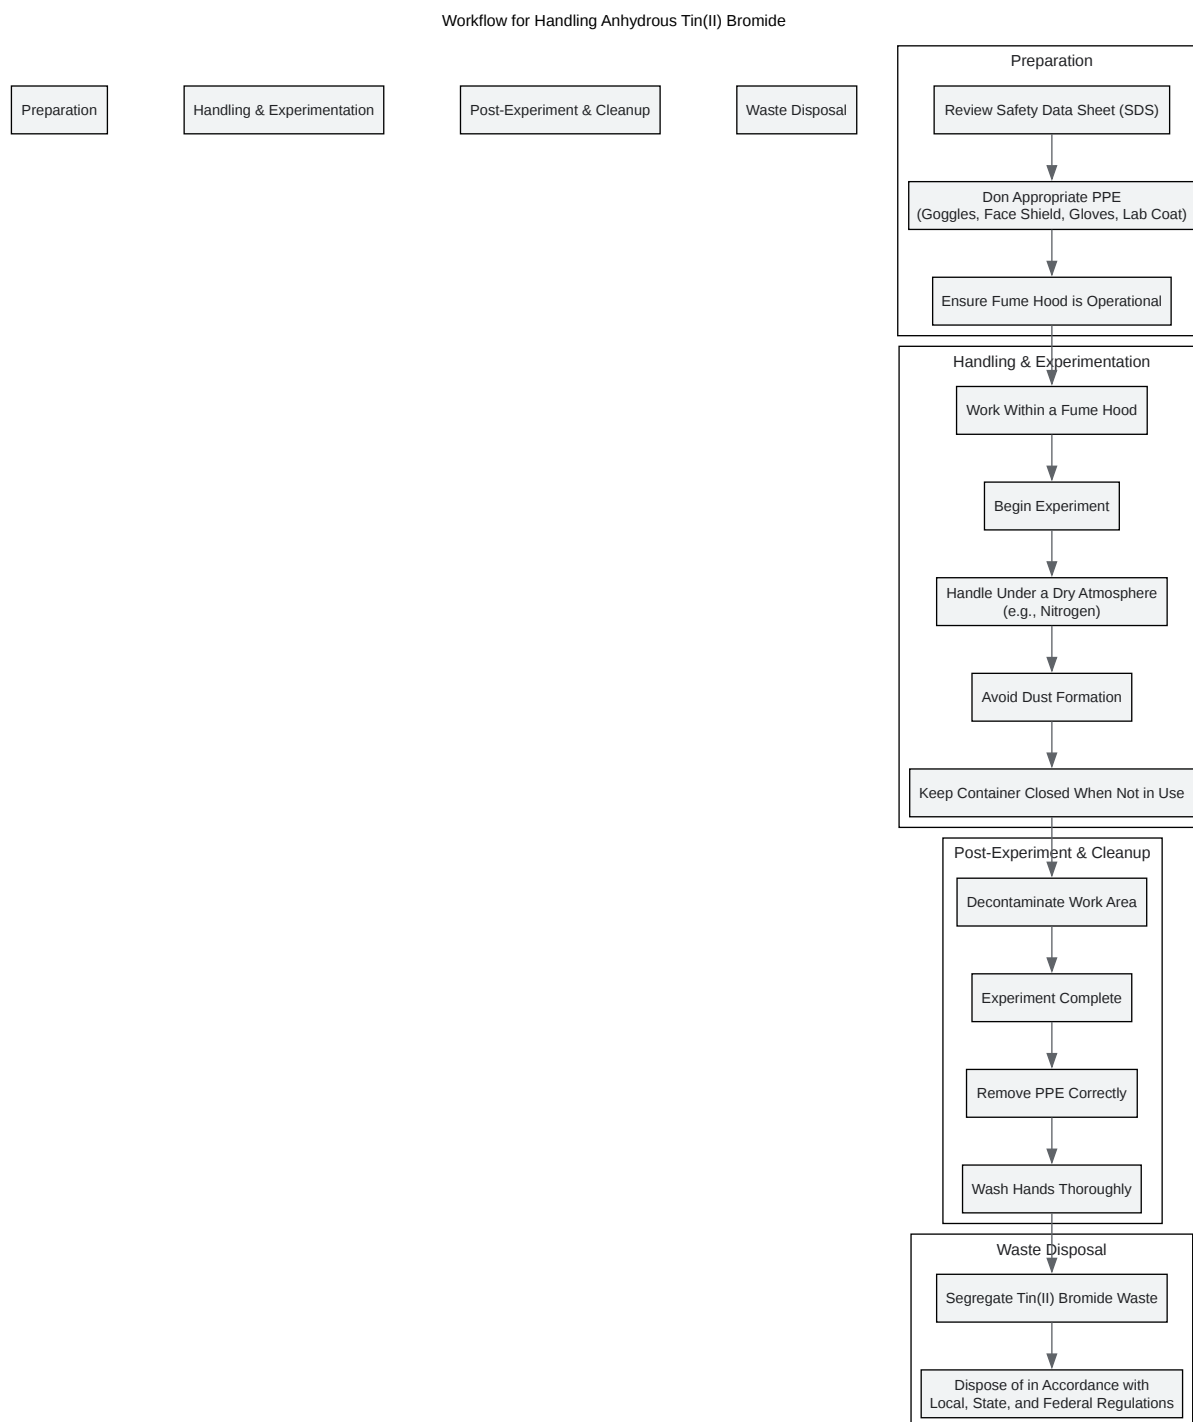 Workflow for Handling Anhydrous Tin(II) Bromide
Preparation
Handling & Experimentation
Post-Experiment & Cleanup
Waste Disposal
Preparation
Review Safety Data Sheet (SDS)
Don Appropriate PPE
(Goggles, Face Shield, Gloves, Lab Coat)
Ensure Fume Hood is Operational
Handling & Experimentation
Work Within a Fume Hood
Begin Experiment
Handle Under a Dry Atmosphere
(e.g., Nitrogen)
Avoid Dust Formation
Keep Container Closed When Not in Use
Post-Experiment & Cleanup
Decontaminate Work Area
Experiment Complete
Remove PPE Correctly
Wash Hands Thoroughly
Waste Disposal
Segregate Tin(II) Bromide Waste
Dispose of in Accordance with
Local, State, and Federal Regulations